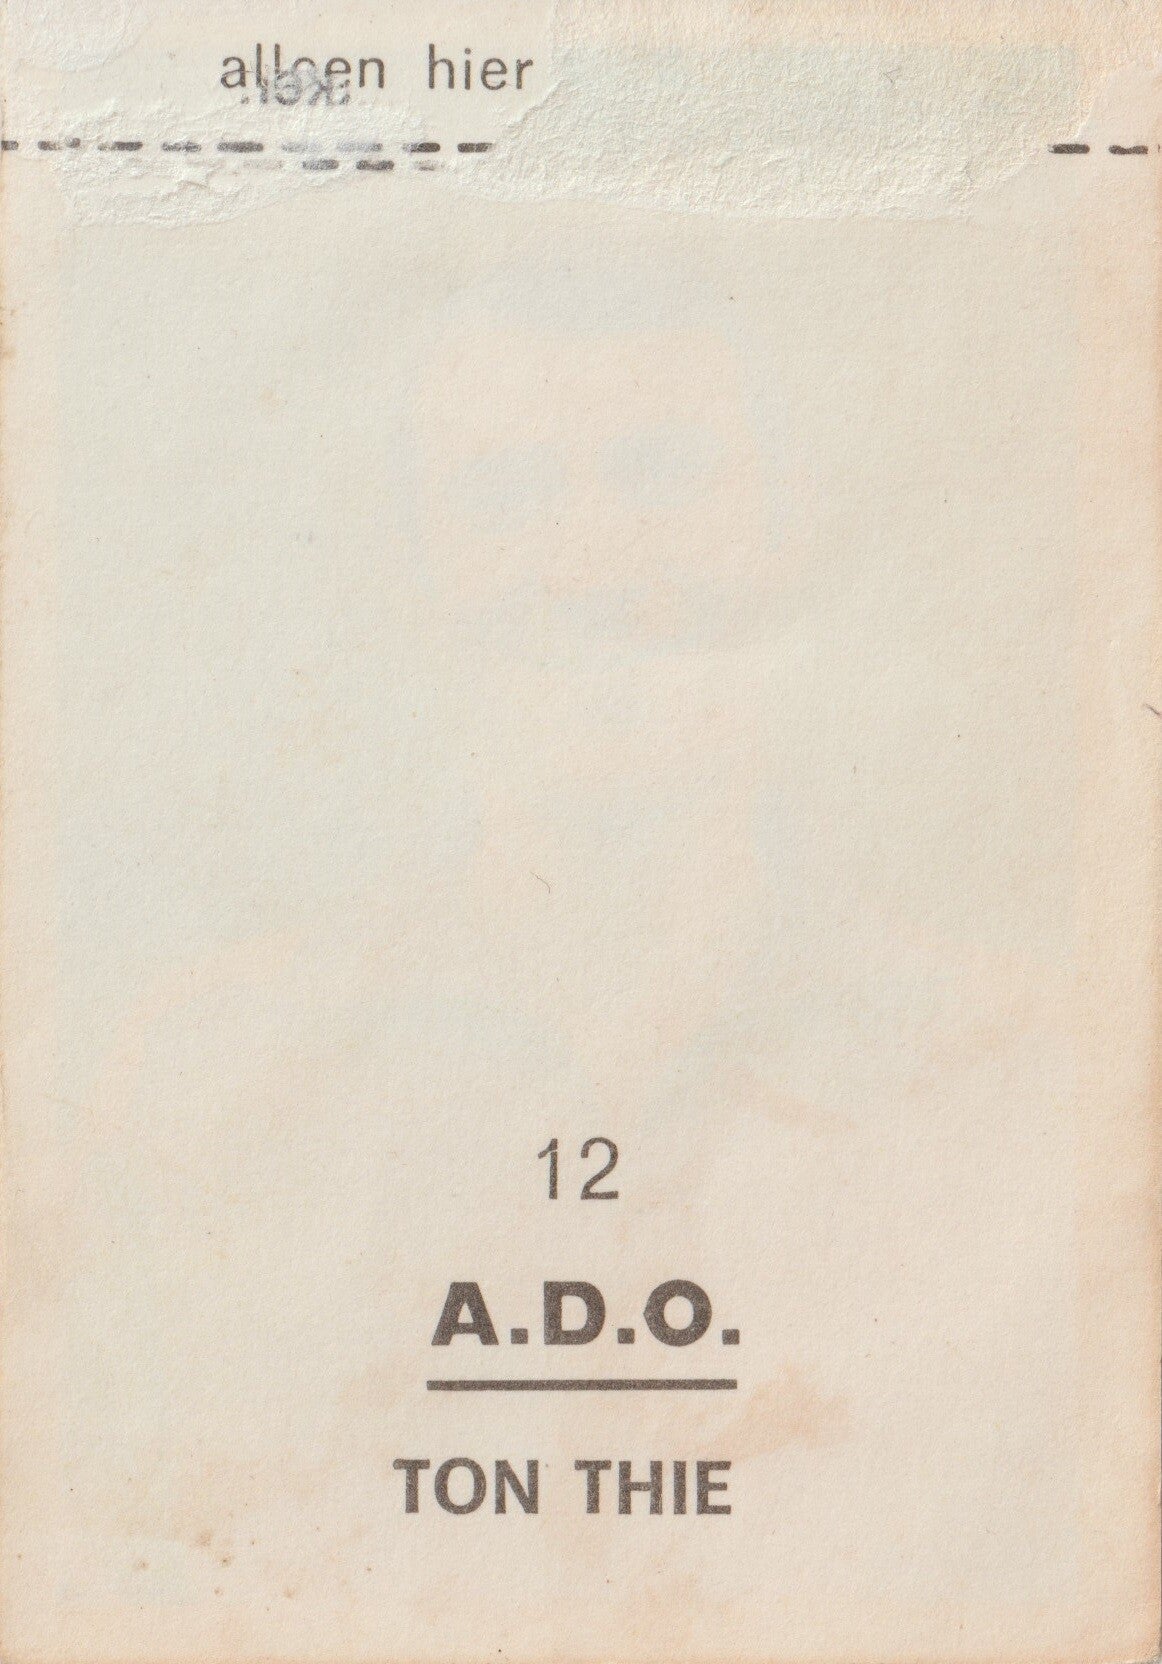 alleen hier
12
A.D.O.
TON THIE